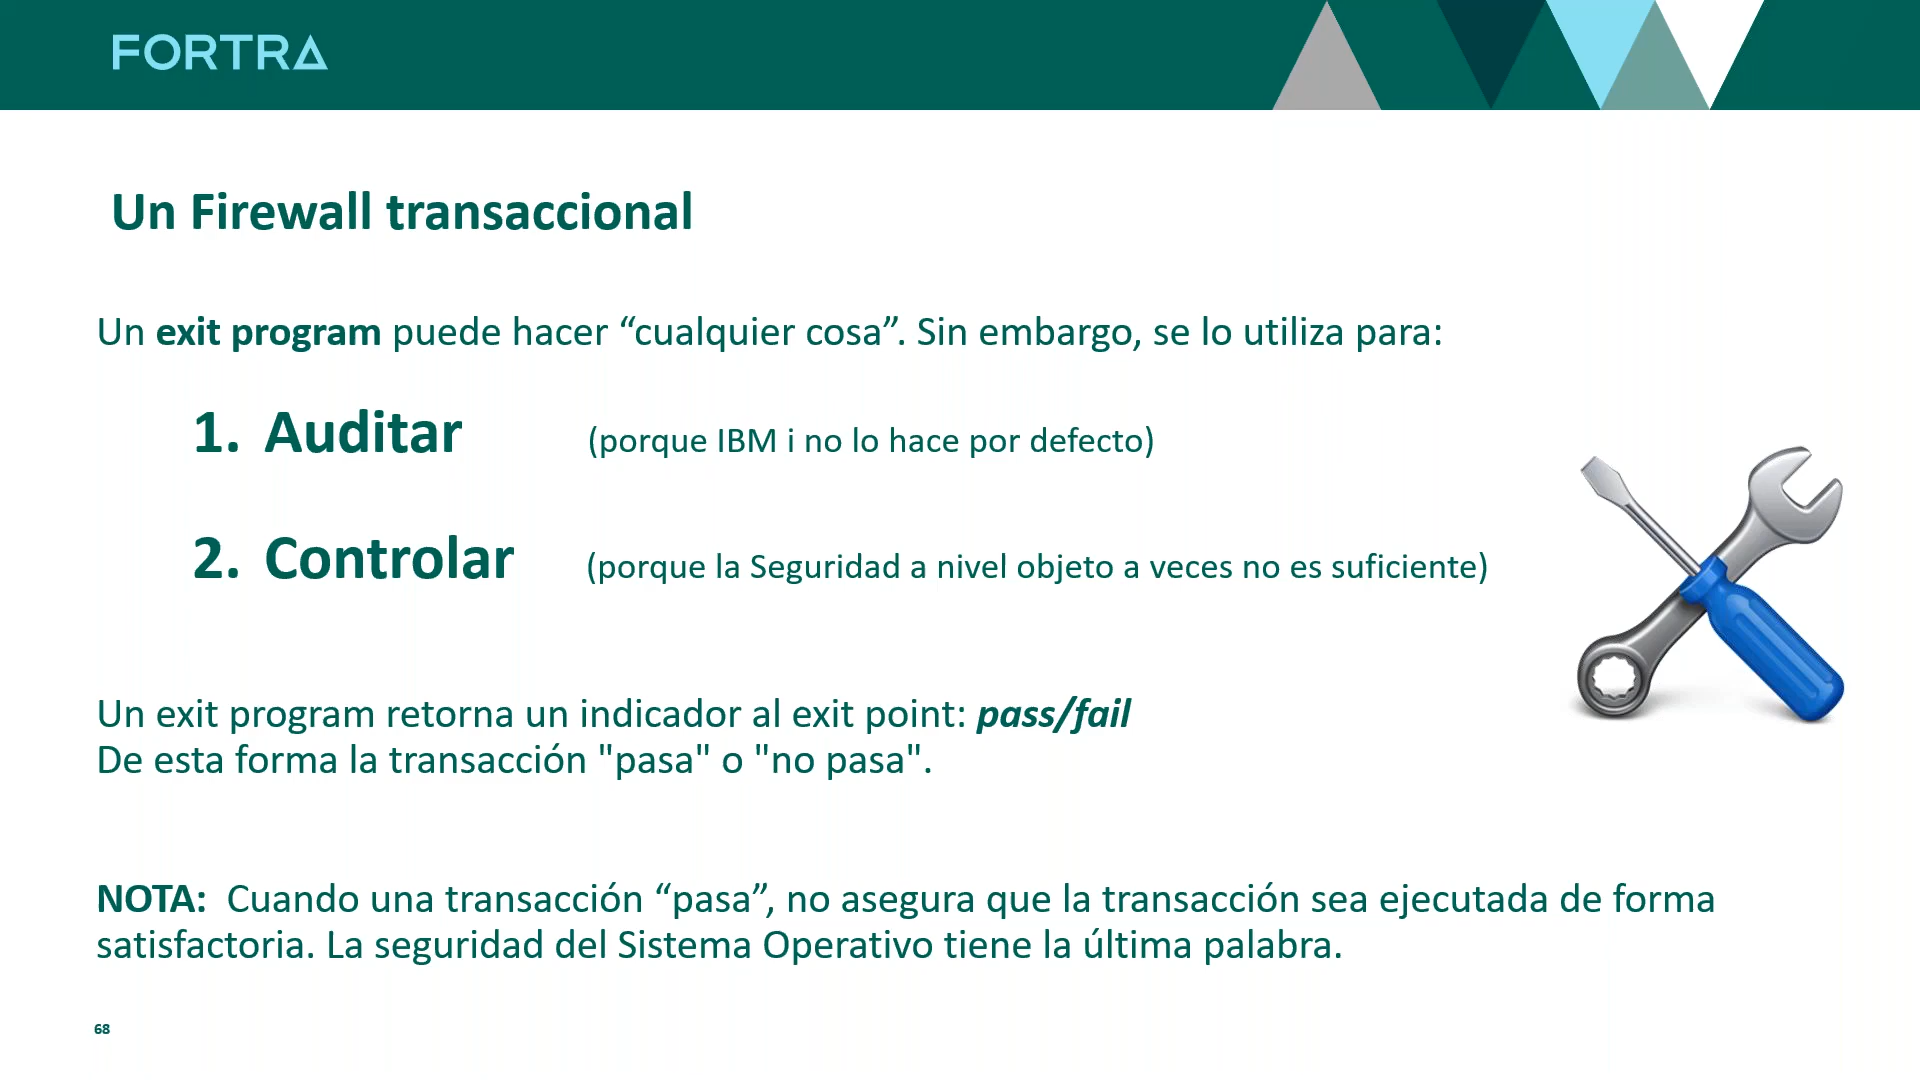 FORTRA
Un Firewall transaccional
Un exit program puede hacer “cualquier cosa”. Sin embargo, se lo utiliza para:
1. Auditar (porque IBM i no lo hace por defecto)
2. Controlar (porque la Seguridad a nivel objeto a veces no es suficiente)
Un exit program retorna un indicador al exit point: pass/fail
De esta forma la transacción "pasa" o "no pasa".
NOTA: Cuando una transacción “pasa”, no asegura que la transacción sea ejecutada de forma
satisfactoria. La seguridad del Sistema Operativo tiene la última palabra.
68